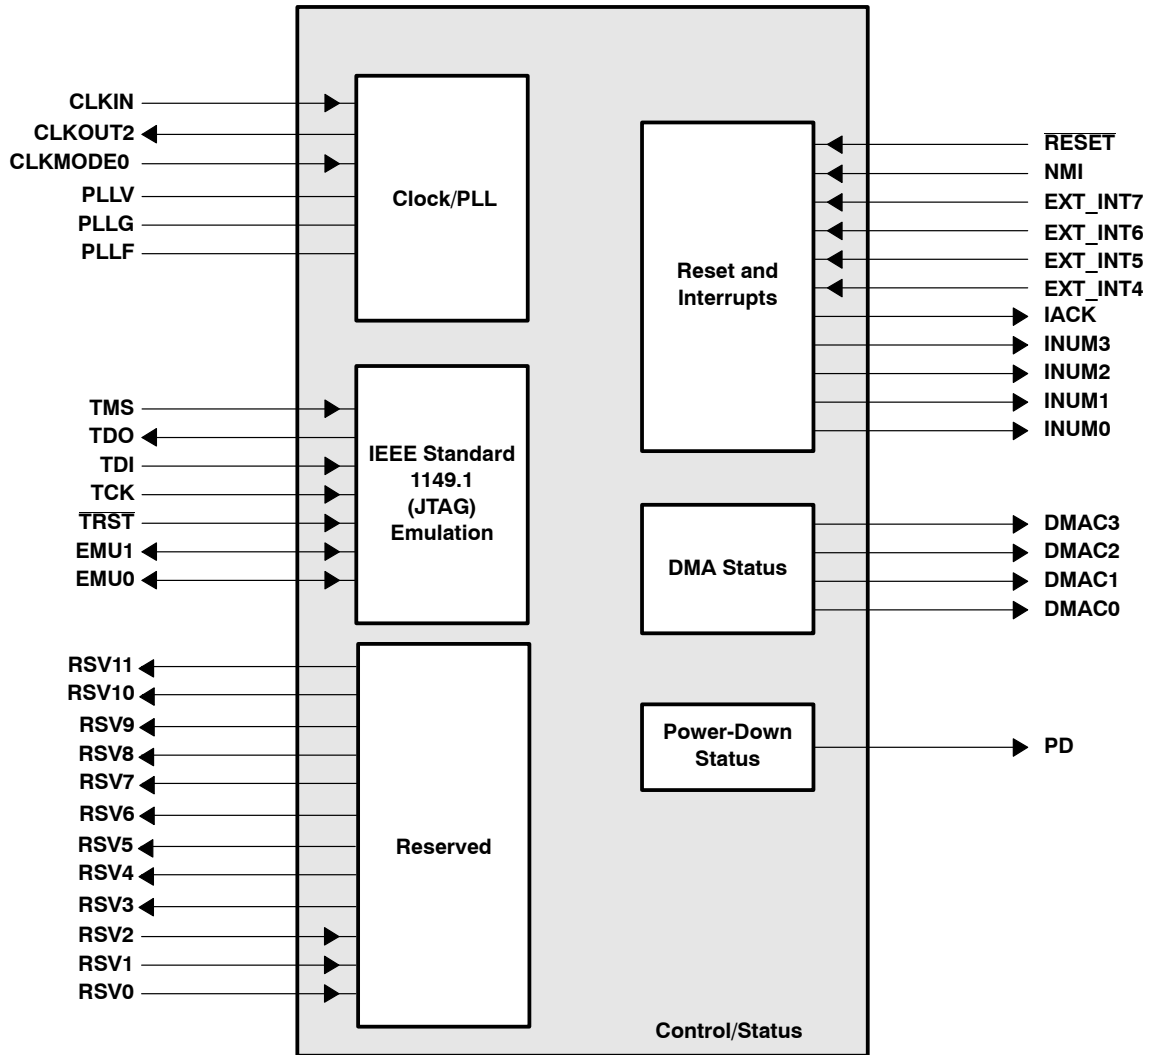 CLKIN
CLKOUT2
CLKMODE0
PLLV
PLLG
PLLF
Clock/PLL
TMS
TDO
TDI
TCK
TRST
EMU1
EMU0
IEEE Standard
1149.1
(JTAG)
Emulation
RSV11
RSV10
RSV9
RSV8
RSV7
RSV6
RSV5
RSV4
RSV3
RSV2
RSV1
RSV0
Reserved
Reset and
Interrupts
RESET
NMI
EXT_INT7
EXT_INT6
EXT_INT5
EXT_INT4
IACK
INUM3
INUM2
INUM1
INUM0
DMA Status
DMAC3
DMAC2
DMAC1
DMAC0
Power-Down
Status
PD
Control/Status